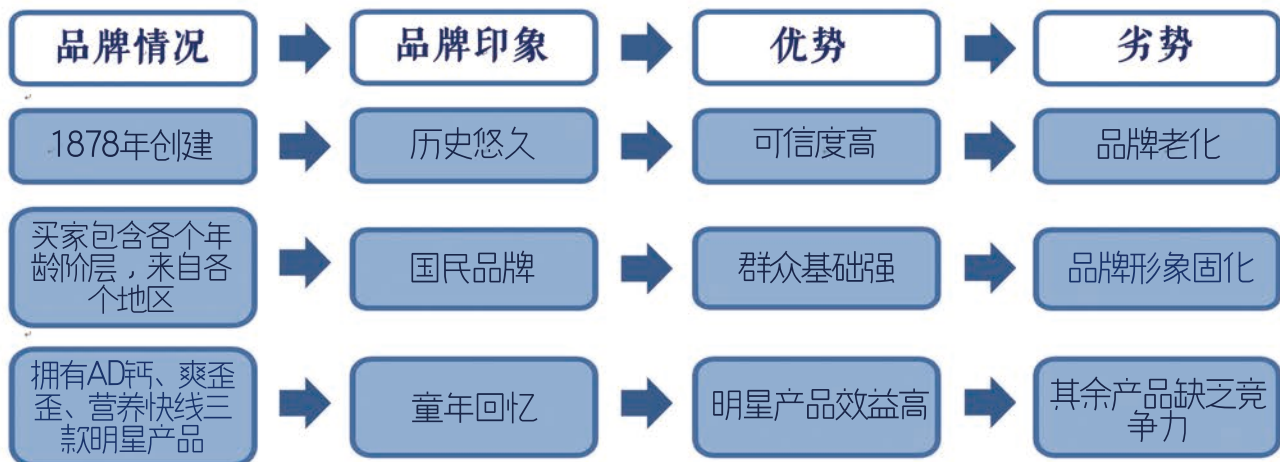 品牌情况
品牌印象
优势
劣势
1878年创建
历史悠久
可信度高
品牌老化
买家包含各个年
龄阶层，来自各
个地区
国民品牌
群众基础强
品牌形象固化
拥有AD钙、爽歪
歪、营养快线三
款明星产品
童年回忆
明星产品效益高
其余产品缺乏竞
争力